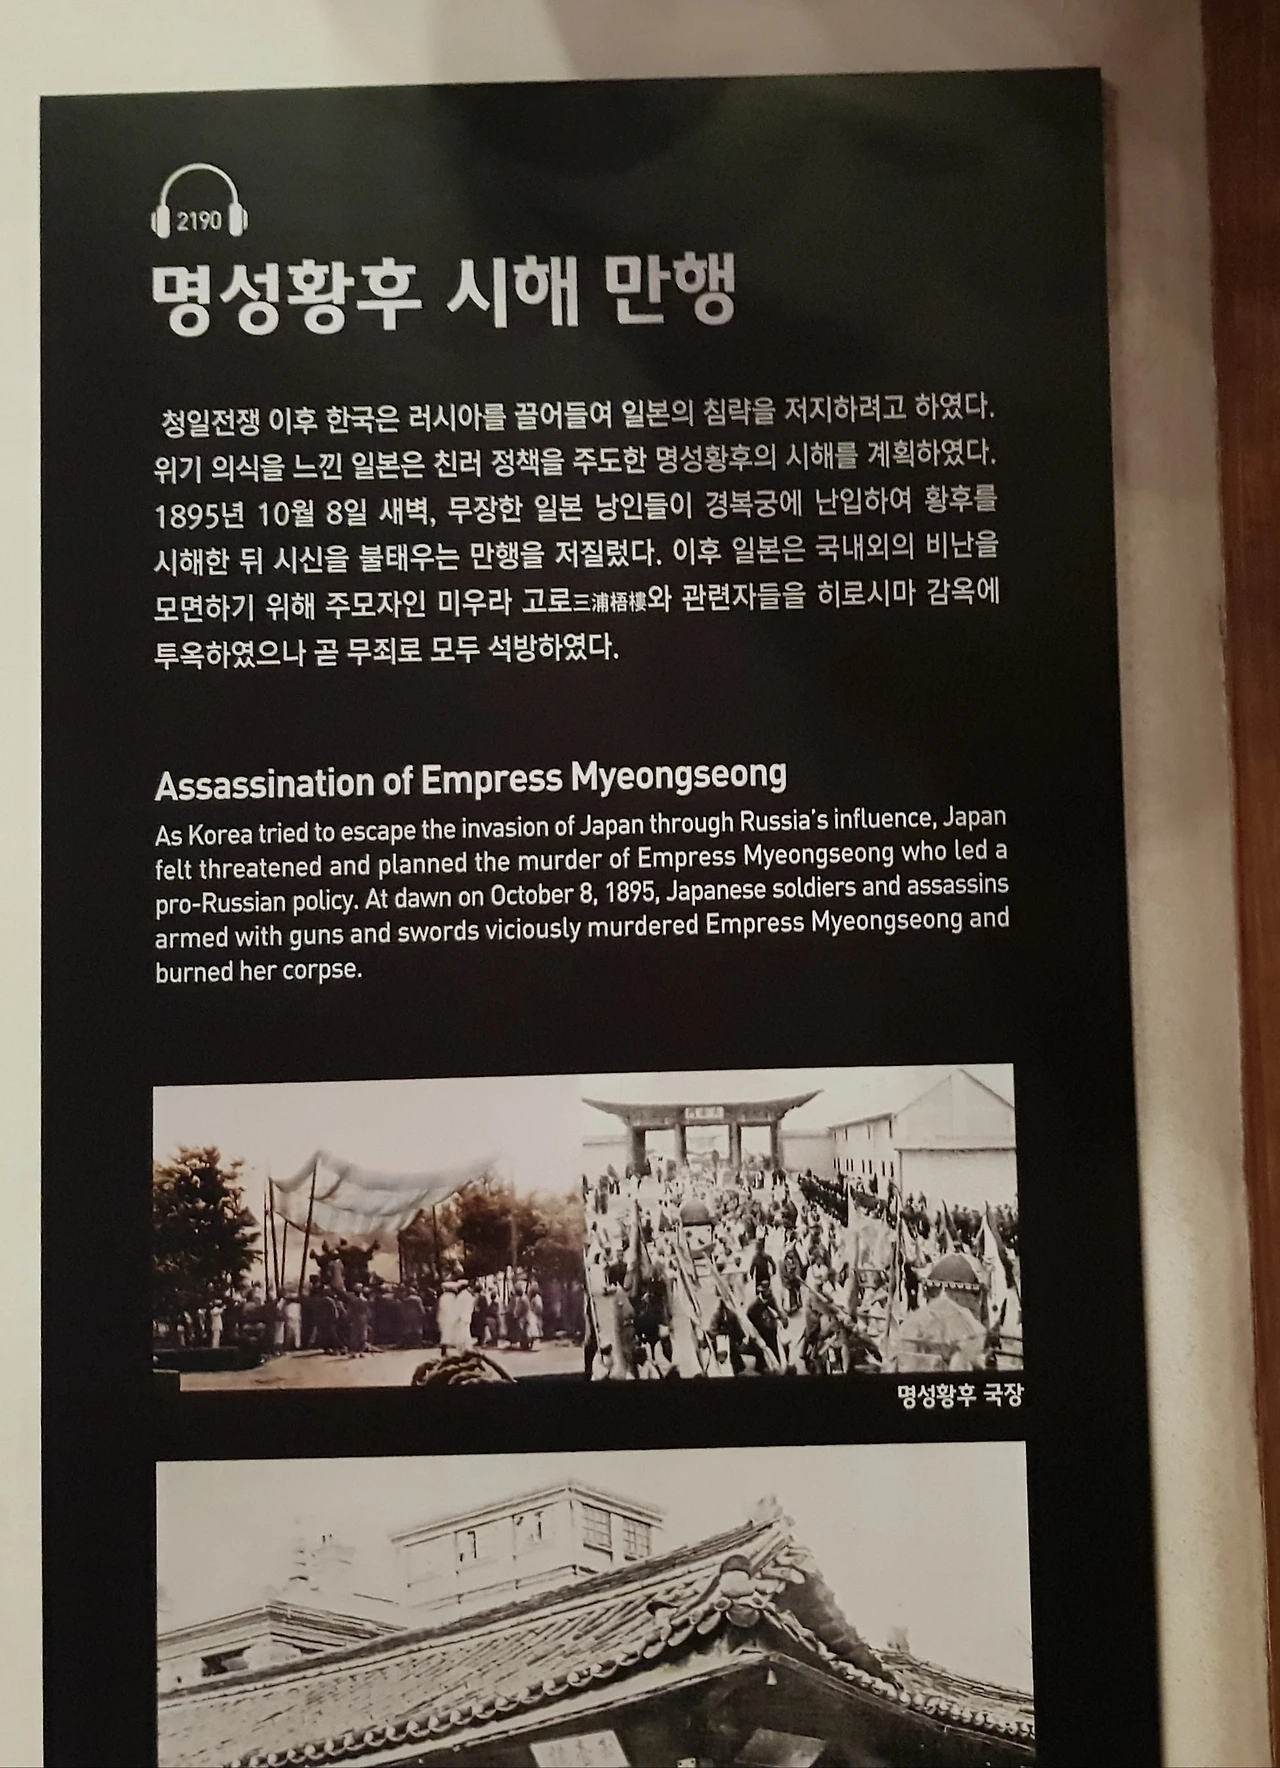 2190
명성황후 시해 만행
청일전쟁 이후 한국은 러시아를 끌어들여 일본의 침략을 저지하려고 하였다.
위기 의식을 느낀 일본은 친러 정책을 주도한 명성황후의 시해를 계획하였다.
1895년 10월 8일 새벽, 무장한 일본 낭인들이 경복궁에 난입하여 황후를
시해한 뒤 시신을 불태우는 만행을 저질렀다. 이후 일본은 국내외의 비난을
모면하기 위해 주모자인 미우라 고로三浦梧樓와 관련자들을 히로시마 감옥에
투옥하였으나 곧 무죄로 모두 석방하였다.
Assassination of Empress Myeongseong
As Korea tried to escape the invasion of Japan through Russia's influence, Japan
felt threatened and planned the murder of Empress Myeongseong who led a
pro-Russian policy. At dawn on October 8, 1895, Japanese soldiers and assassins
armed with guns and swords viciously murdered Empress Myeongseong and
burned her corpse.
명성황후 국장